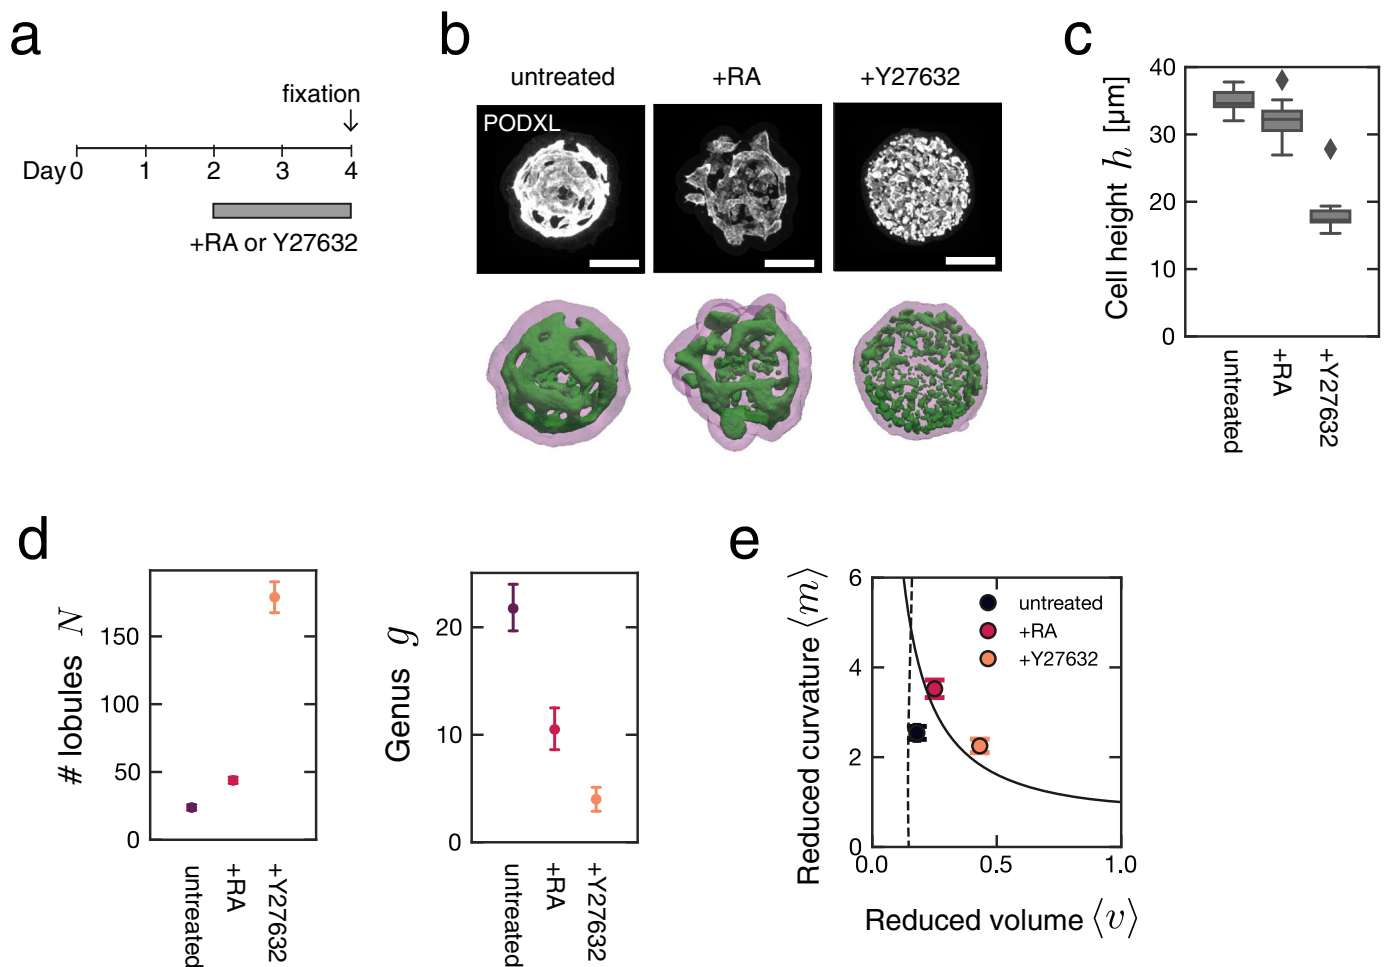 a
fixation
Day 0 1 2 3 4
+RA or Y27632
b
untreated +RA +Y27632
PODXL
c
Cell height h [μm]
40
30
20
10
0
untreated
+RA
+Y27632
d
# lobules N
150
100
50
0
untreated
+RA
+Y27632
Genus g
20
10
0
untreated
+RA
+Y27632
e
Reduced curvature ⟨m⟩
6
4
2
0
untreated
+RA
+Y27632
0.0 0.5 1.0
Reduced volume ⟨v⟩